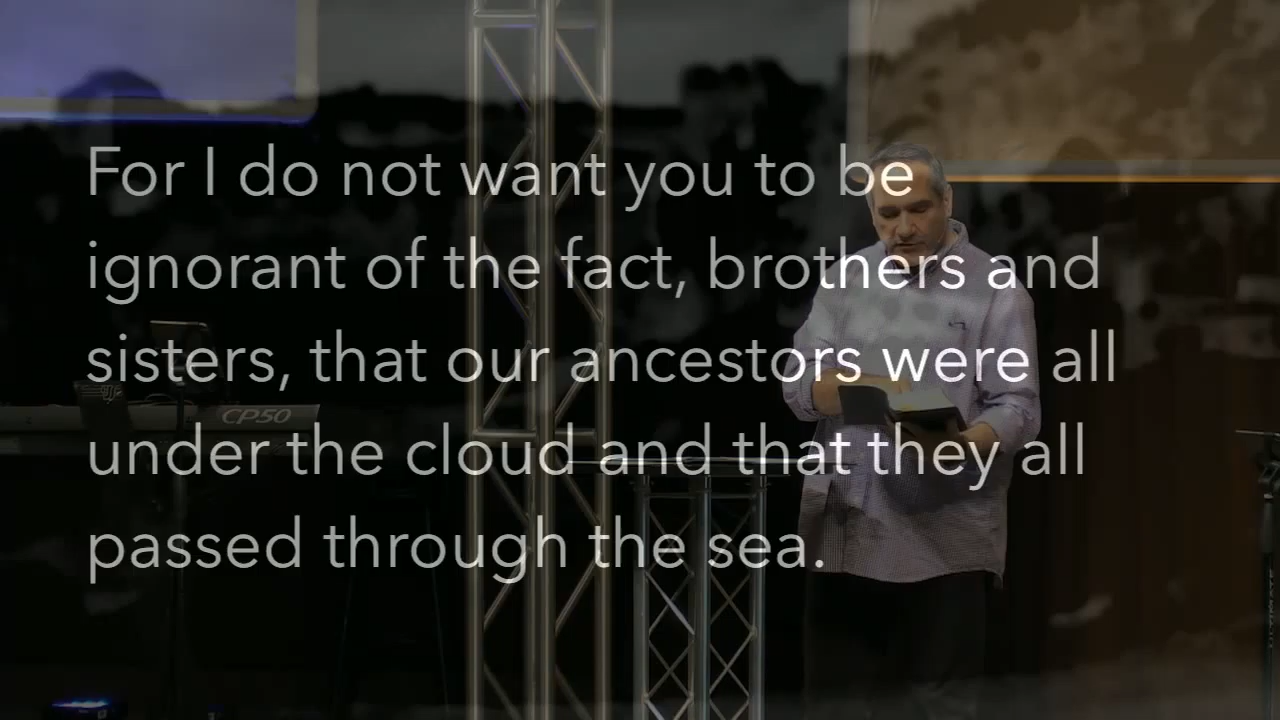 For I do not want you to be
ignorant of the fact, brothers and
sisters, that our ancestors were all
under the cloud and that they all
passed through the sea.
CP50